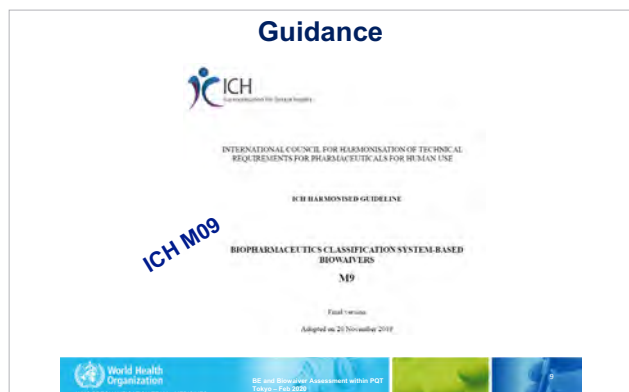 Guidance
ICH
INTERNATIONAL COUNCIL FOR HARMONISATION OF TECHNICAL
REQUIREMENTS FOR PHARMACEUTICALS FOR HUMAN USE
ICH HARMONISED GUIDELINE
ICH M09
BIOPHARMACEUTICS CLASSIFICATION SYSTEM-BASED
BIOWAIVERS
M9
Final version
Adopted on 20 November 2019
World Health
Organization
BE and Biowaiver Assessment within PQT
Tokyo – Feb 2020
9